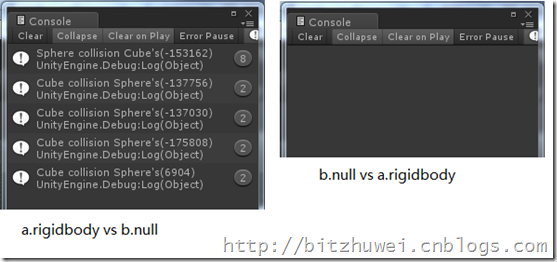 Console
Clear Collapse Clear on Play Error Pause
Sphere collision Cube's(-153162)
UnityEngine.Debug:Log(Object)
8
Cube collision Sphere's(-137756)
UnityEngine.Debug:Log(Object)
2
Cube collision Sphere's(-137030)
UnityEngine.Debug:Log(Object)
2
Cube collision Sphere's(-175808)
UnityEngine.Debug:Log(Object)
2
Cube collision Sphere's(6904)
UnityEngine.Debug:Log(Object)
2
a.rigidbody vs b.null
Console
Clear Collapse Clear on Play Error Pause
b.null vs a.rigidbody
http://bitzhuwei.cnblogs.com